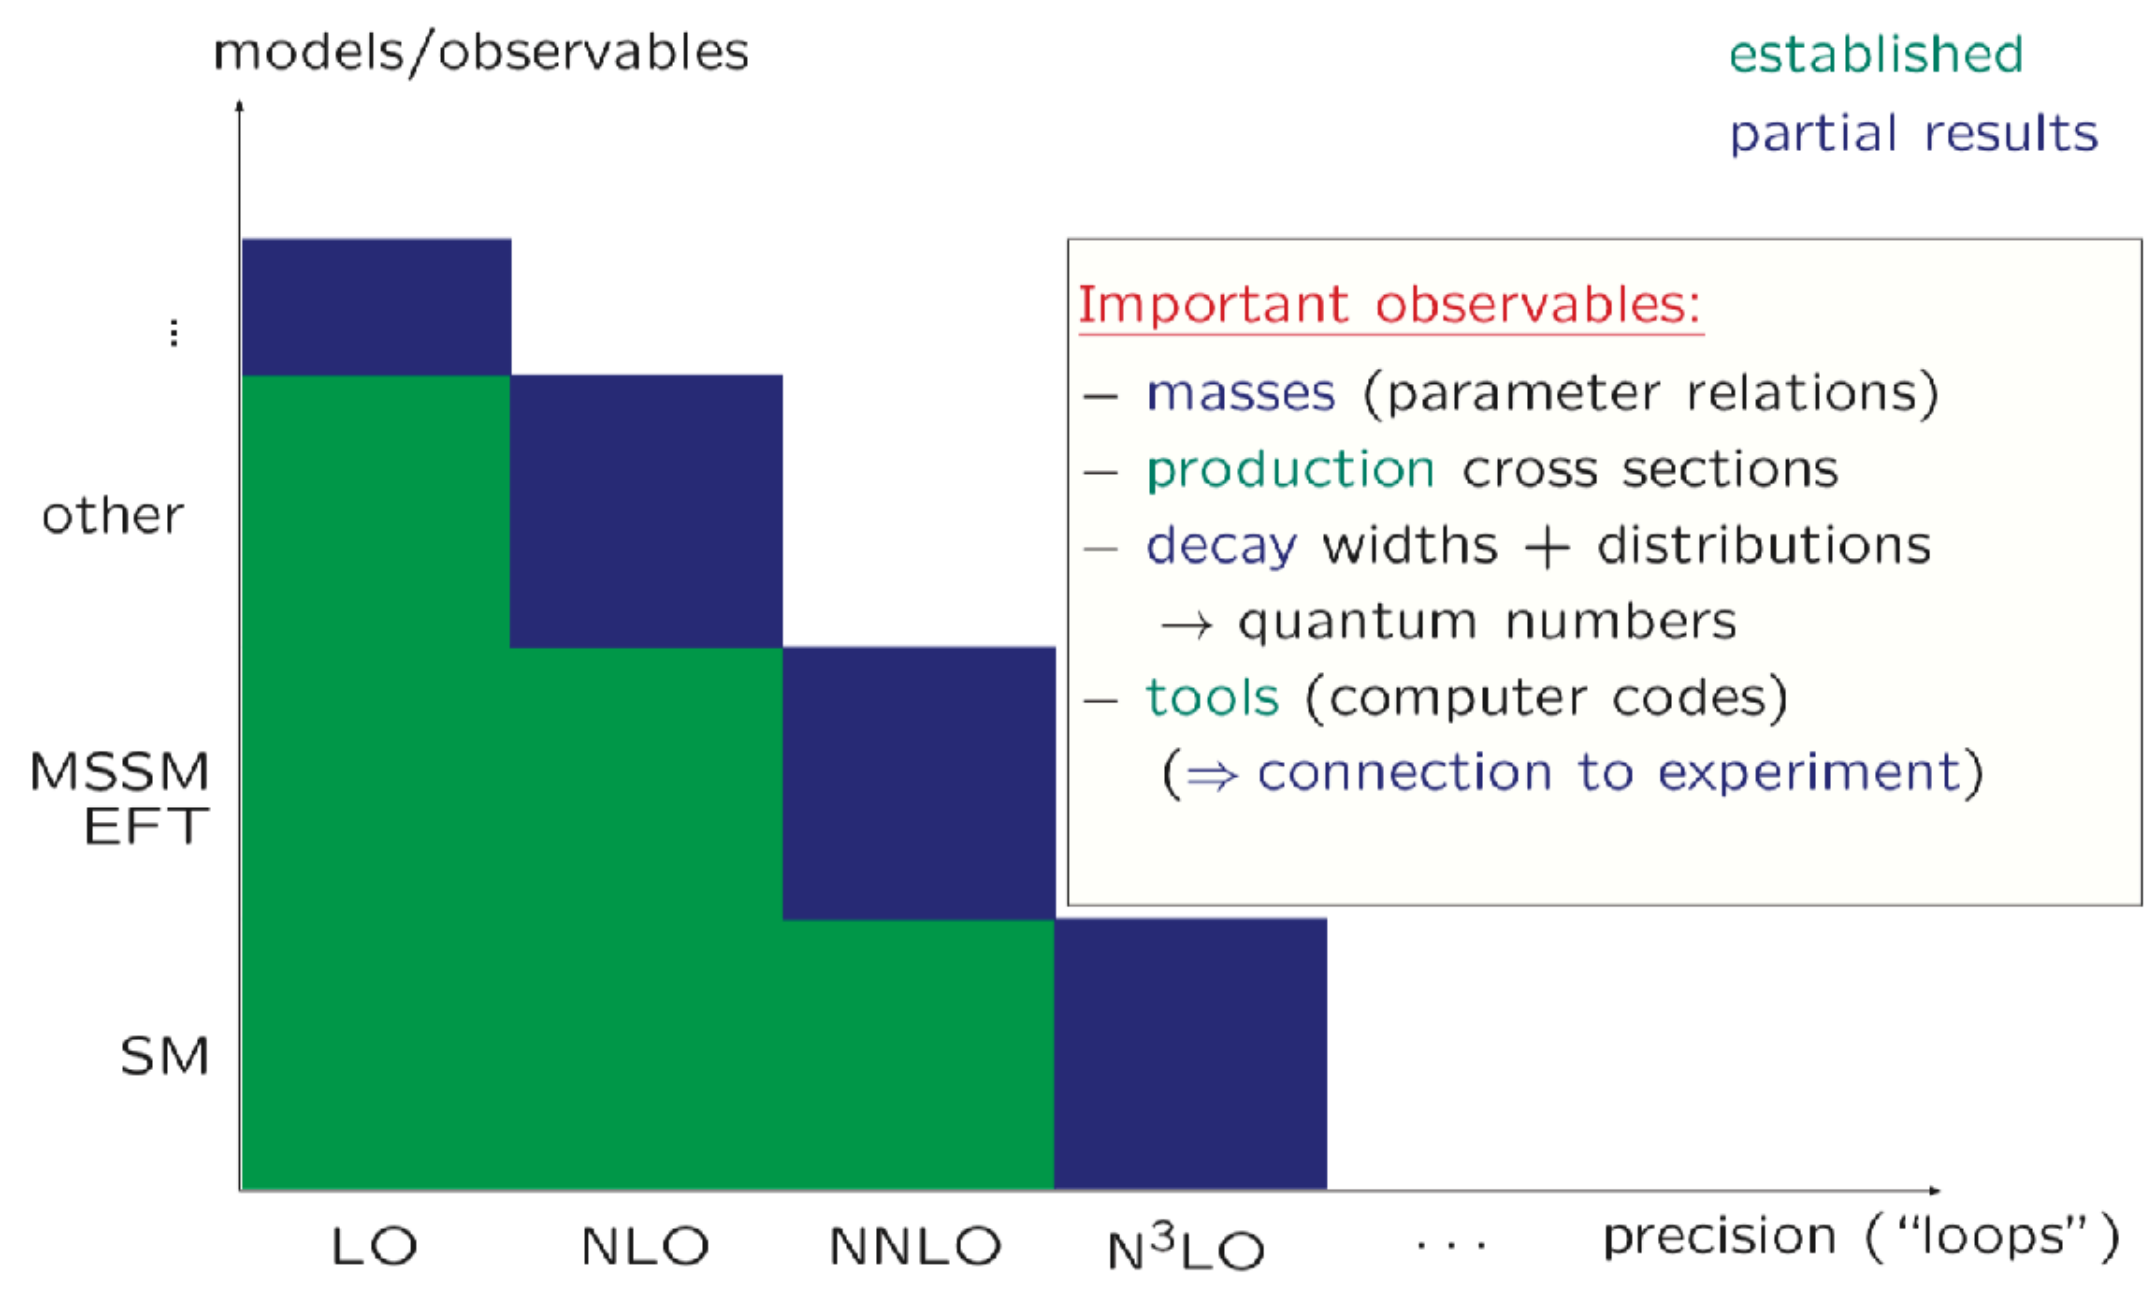 models/observables
established
partial results
Important observables:
– masses (parameter relations)
– production cross sections
– decay widths + distributions
→ quantum numbers
– tools (computer codes)
(⇒ connection to experiment)
⋮
other
MSSM
EFT
SM
LO NLO NNLO N³LO ··· precision (“loops”)